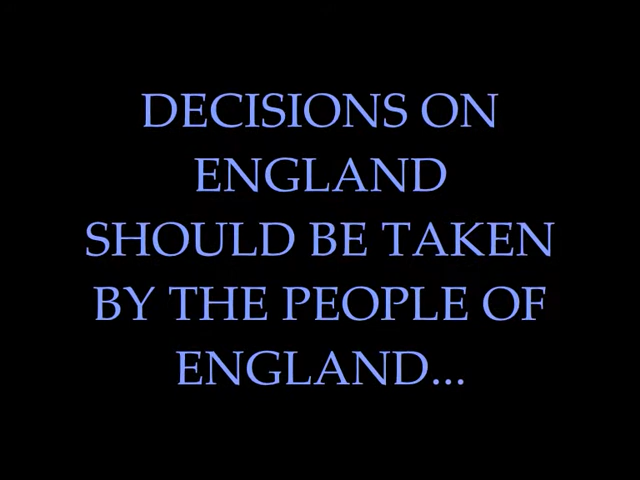 DECISIONS ON
ENGLAND
SHOULD BE TAKEN
BY THE PEOPLE OF
ENGLAND...